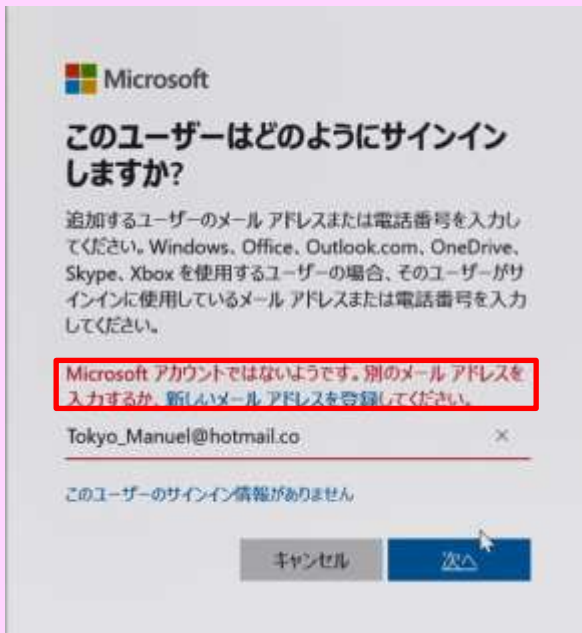 Microsoft
このユーザーはどのようにサインイン
しますか?
追加するユーザーのメール アドレスまたは電話番号を入力し
てください。Windows、Office、Outlook.com、OneDrive、
Skype、Xbox を使用するユーザーの場合、そのユーザーがサ
インインに使用しているメール アドレスまたは電話番号を入力
してください。
Microsoft アカウントではないようです。別のメール アドレスを
入力するか、新しいメール アドレスを登録してください。
Tokyo_Manuel@hotmail.co
このユーザーのサインイン情報がありません
キャンセル
次へ